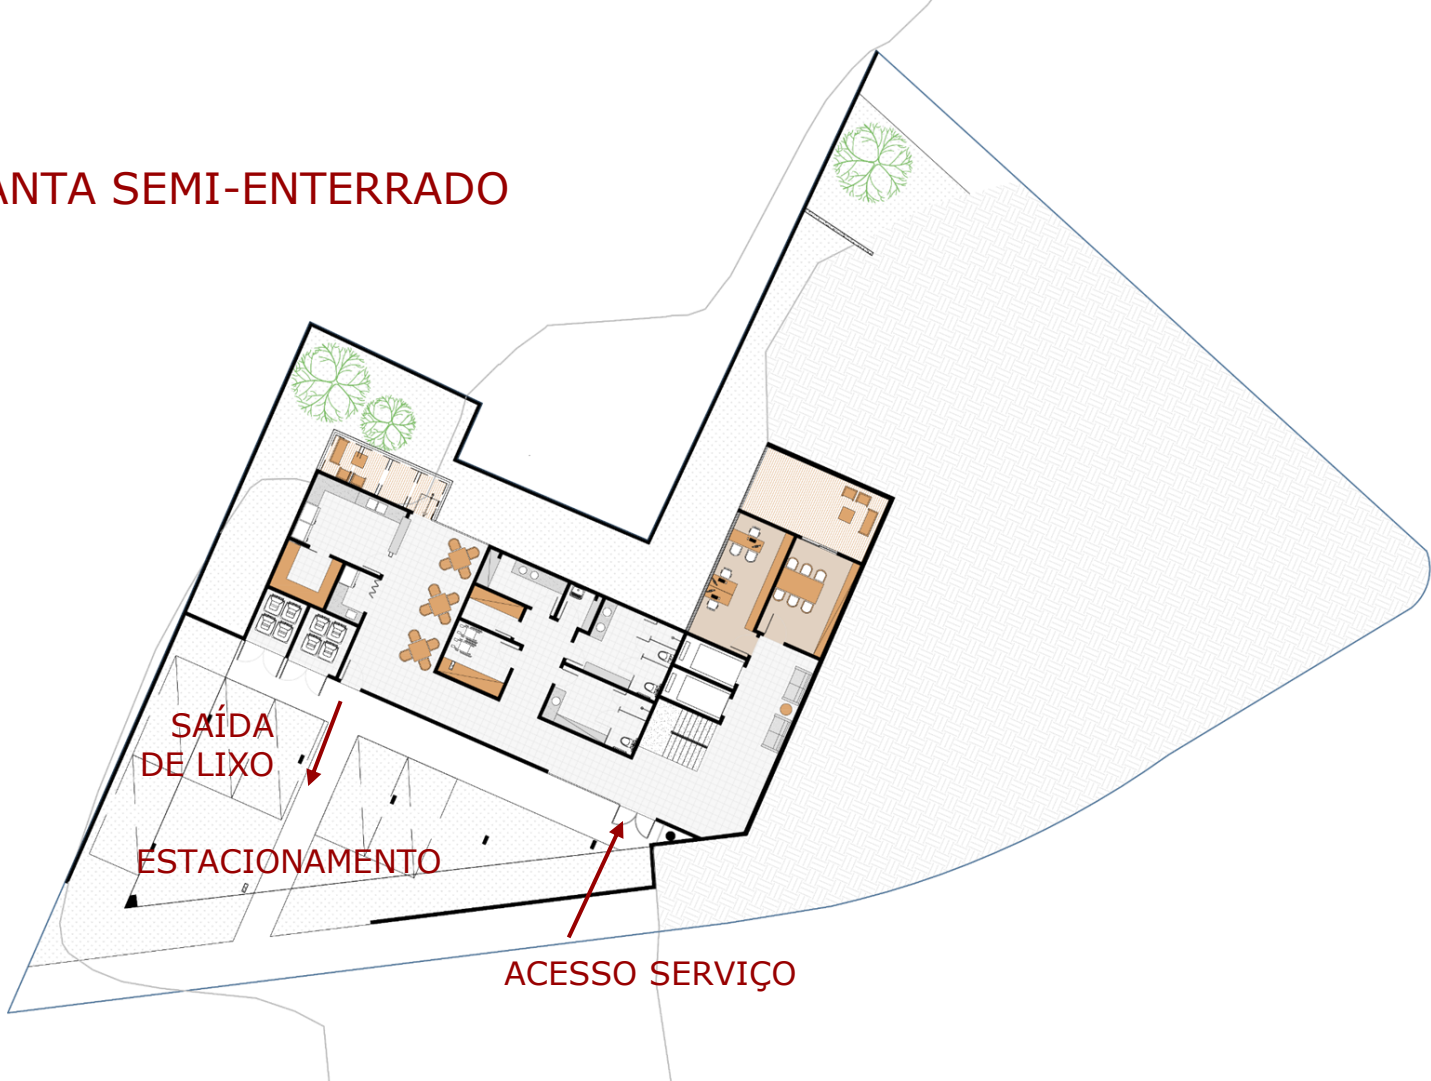 ANTA SEMI-ENTERRADO
SAÍDA
DE LIXO
ESTACIONAMENTO
ACESSO SERVIÇO